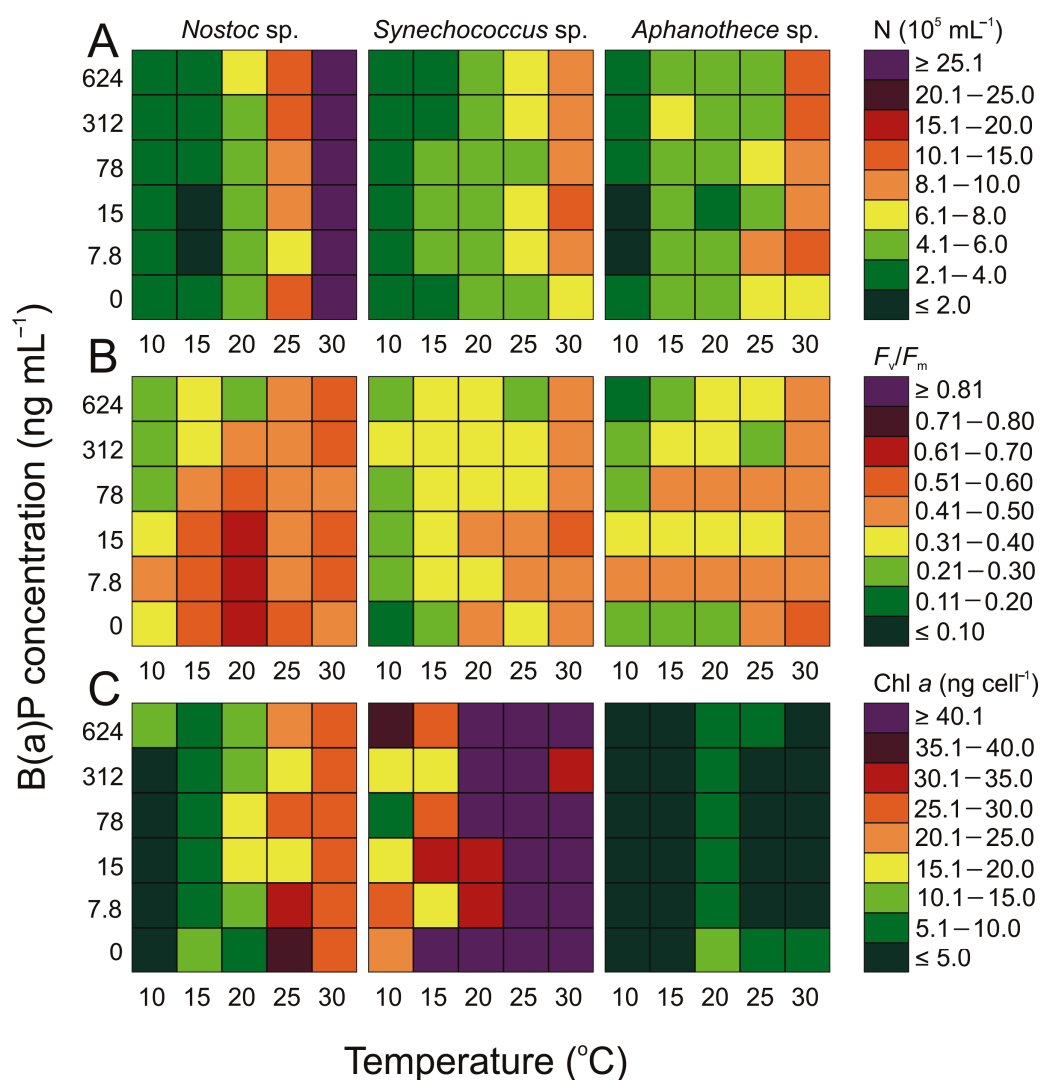 A
Nostoc sp.
Synechococcus sp.
Aphanothece sp.
N (10⁵ mL⁻¹)
624
312
78
15
7.8
0
10 15 20 25 30
10 15 20 25 30
10 15 20 25 30
≥ 25.1
20.1–25.0
15.1–20.0
10.1–15.0
8.1–10.0
6.1–8.0
4.1–6.0
2.1–4.0
≤ 2.0
B(a)P concentration (ng mL⁻¹)
B
Fᵥ/Fₘ
624
312
78
15
7.8
0
10 15 20 25 30
10 15 20 25 30
10 15 20 25 30
≥ 0.81
0.71–0.80
0.61–0.70
0.51–0.60
0.41–0.50
0.31–0.40
0.21–0.30
0.11–0.20
≤ 0.10
C
Chl a (ng cell⁻¹)
624
312
78
15
7.8
0
10 15 20 25 30
10 15 20 25 30
10 15 20 25 30
≥ 40.1
35.1–40.0
30.1–35.0
25.1–30.0
20.1–25.0
15.1–20.0
10.1–15.0
5.1–10.0
≤ 5.0
Temperature (°C)